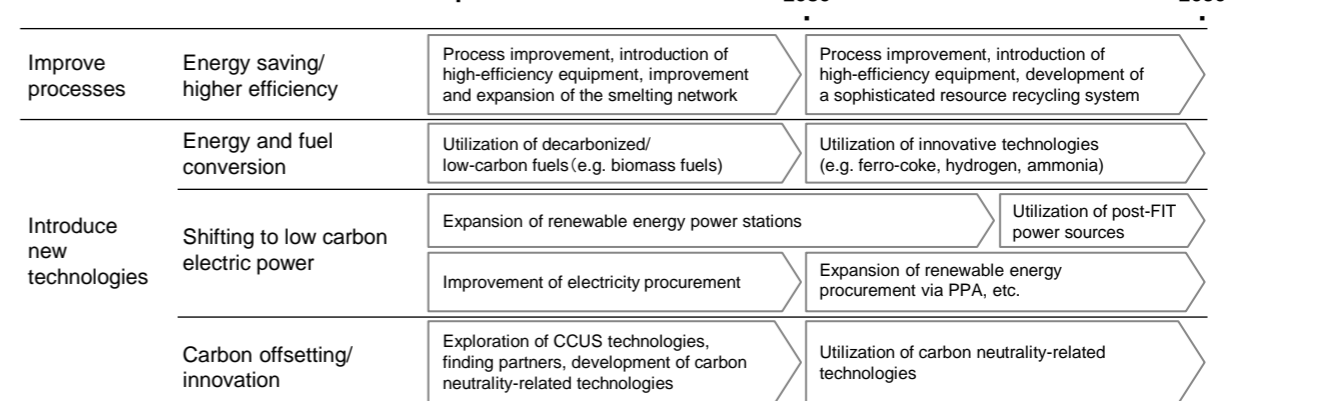 Improve
processes
Energy saving/
higher efficiency
Process improvement, introduction of
high-efficiency equipment, improvement
and expansion of the smelting network
Process improvement, introduction of
high-efficiency equipment, development of
a sophisticated resource recycling system
Introduce
new
technologies
Energy and fuel
conversion
Utilization of decarbonized/
low-carbon fuels（e.g. biomass fuels)
Utilization of innovative technologies
(e.g. ferro-coke, hydrogen, ammonia)
Shifting to low carbon
electric power
Expansion of renewable energy power stations
Utilization of post-FIT
power sources
Improvement of electricity procurement
Expansion of renewable energy
procurement via PPA, etc.
Carbon offsetting/
innovation
Exploration of CCUS technologies,
finding partners, development of carbon
neutrality-related technologies
Utilization of carbon neutrality-related
technologies